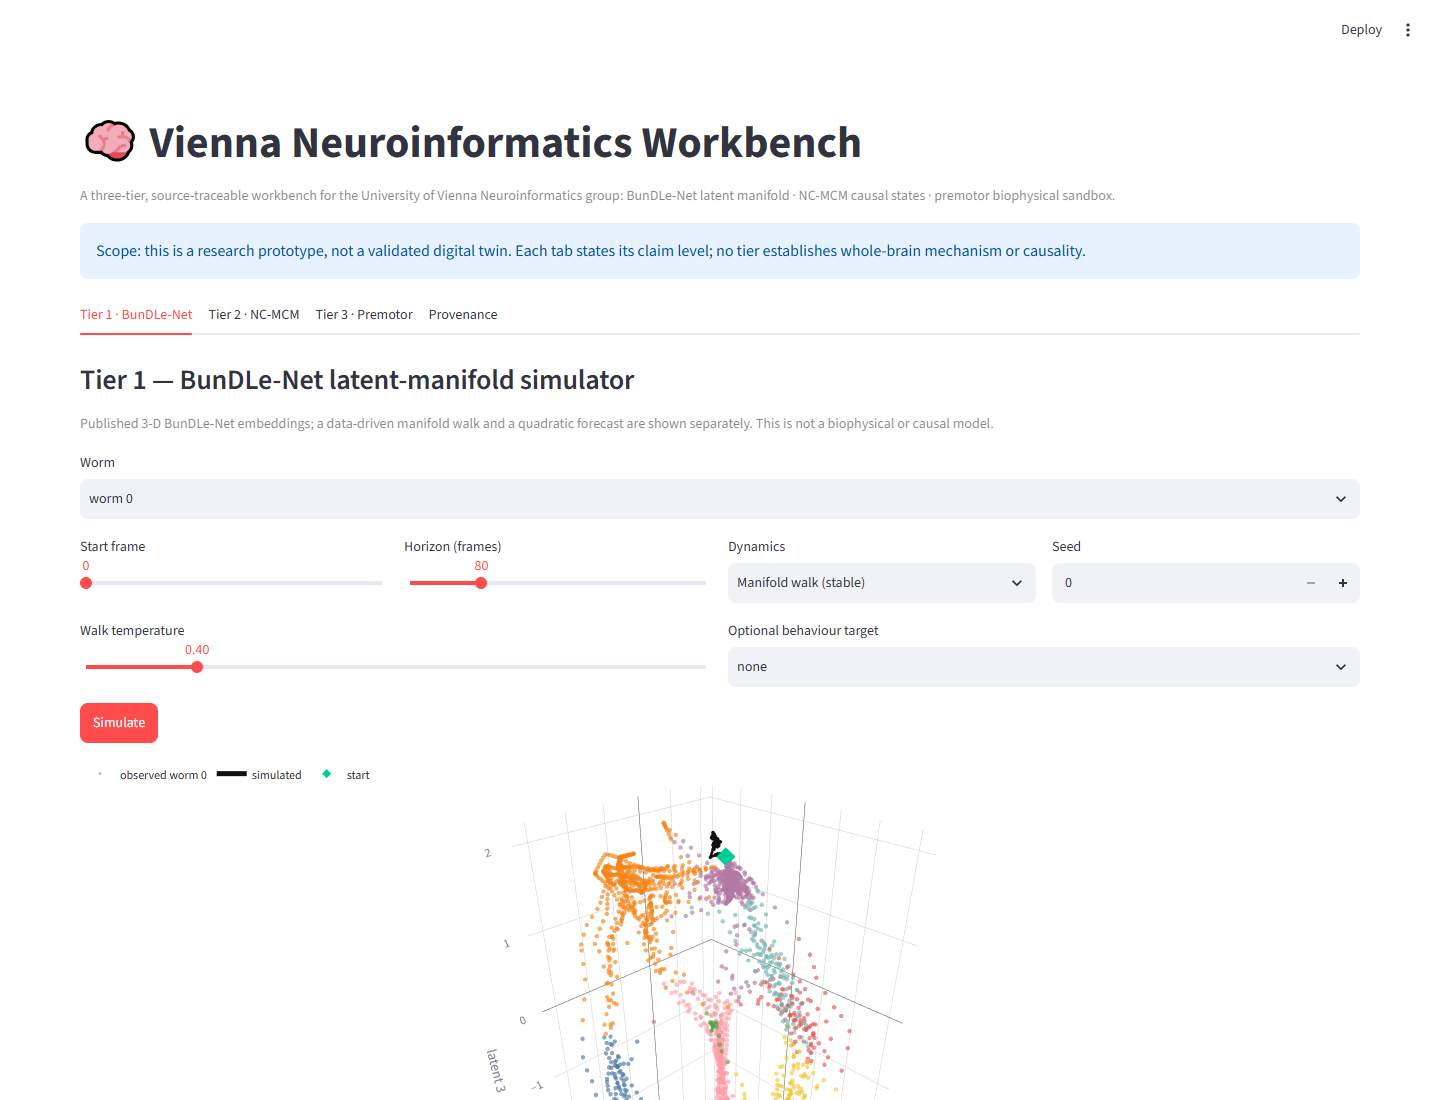 Deploy
Vienna Neuroinformatics Workbench
A three-tier, source-traceable workbench for the University of Vienna Neuroinformatics group: BunDLe-Net latent manifold · NC-MCM causal states · premotor biophysical sandbox.
Scope: this is a research prototype, not a validated digital twin. Each tab states its claim level; no tier establishes whole-brain mechanism or causality.
Tier 1 · BunDLe-Net Tier 2 · NC-MCM Tier 3 · Premotor Provenance
Tier 1 — BunDLe-Net latent-manifold simulator
Published 3-D BunDLe-Net embeddings; a data-driven manifold walk and a quadratic forecast are shown separately. This is not a biophysical or causal model.
Worm
worm 0
Start frame Horizon (frames) Dynamics Seed
0 80
Manifold walk (stable) 0
Walk temperature Optional behaviour target
0.40
none
Simulate
observed worm 0 simulated start
2
1
0
latent 3
−1